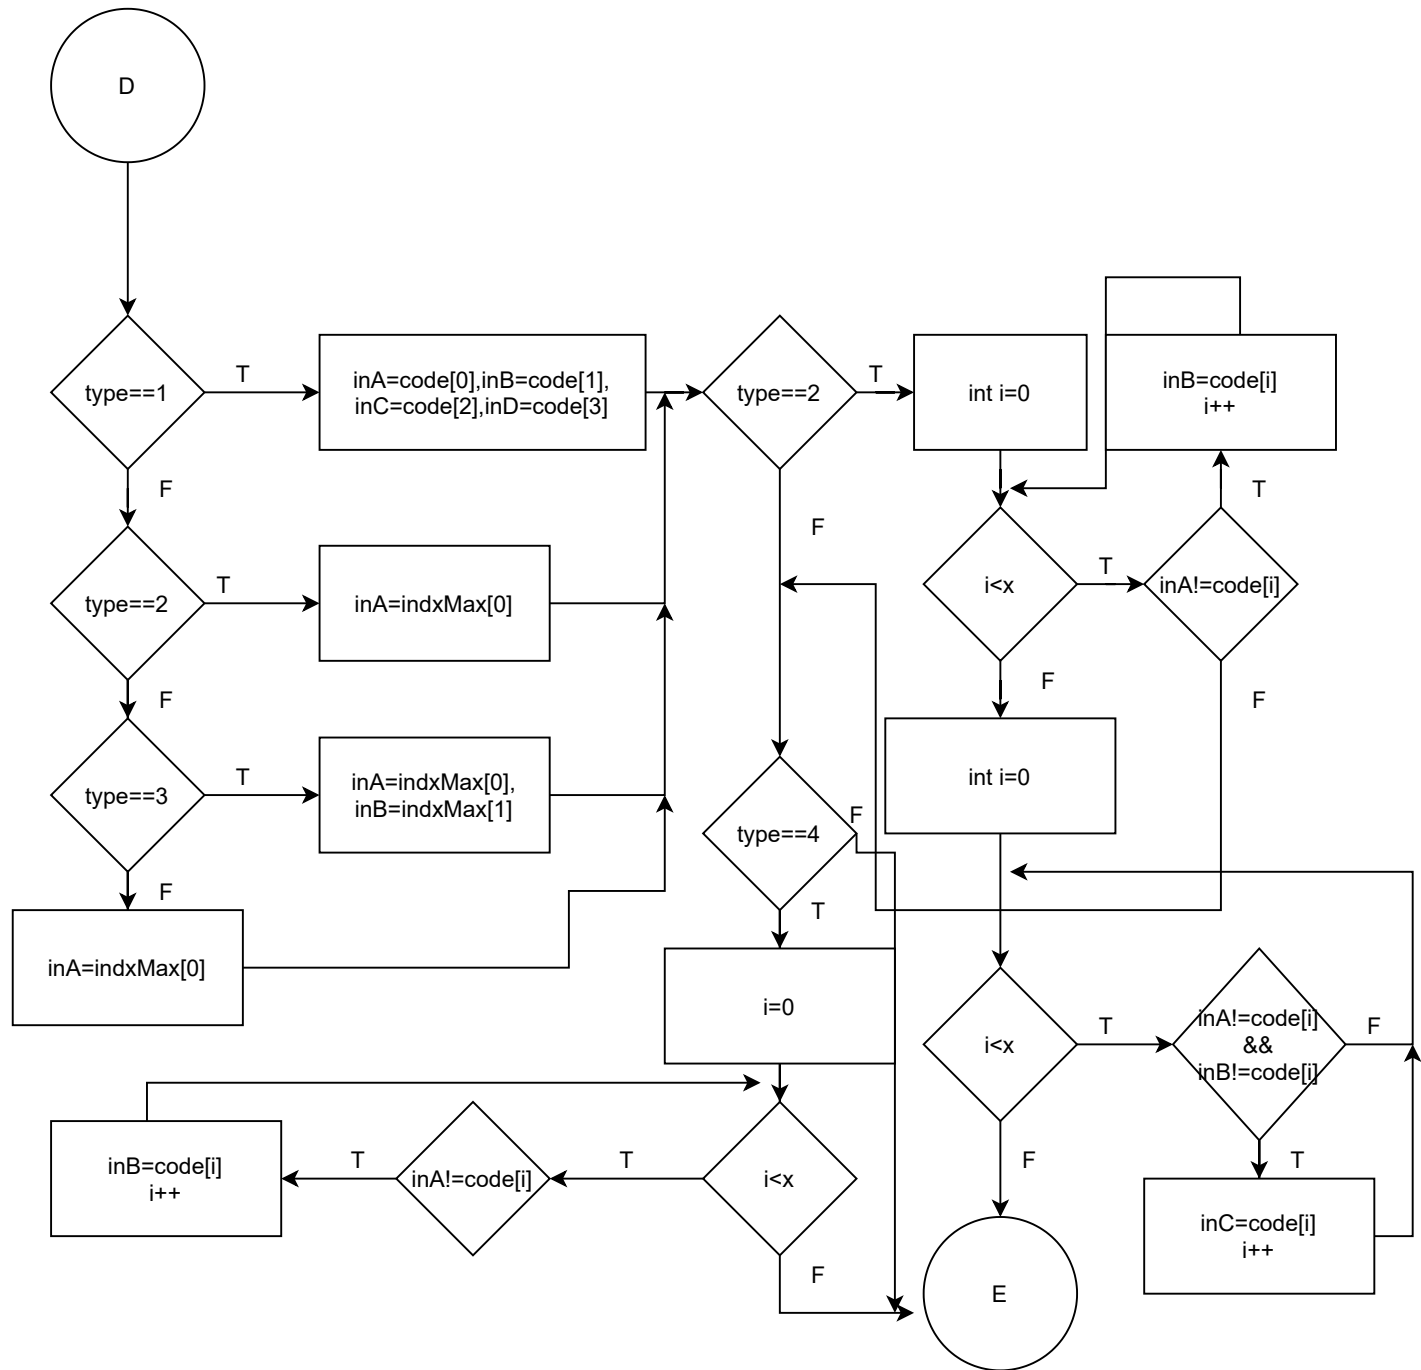 D
type==1
T
inA=code[0],inB=code[1],
inC=code[2],inD=code[3]
F
type==2
T
inA=indxMax[0]
F
type==3
T
inA=indxMax[0],
inB=indxMax[1]
F
inA=indxMax[0]
type==2
T
int i=0
inB=code[i]
i++
F
i<x
T
inA!=code[i]
T
F
F
int i=0
type==4
F
T
i=0
i<x
T
inA!=code[i]
T
inB=code[i]
i++
F
i<x
T
inA!=code[i]
&&
inB!=code[i]
F
T
inC=code[i]
i++
F
E